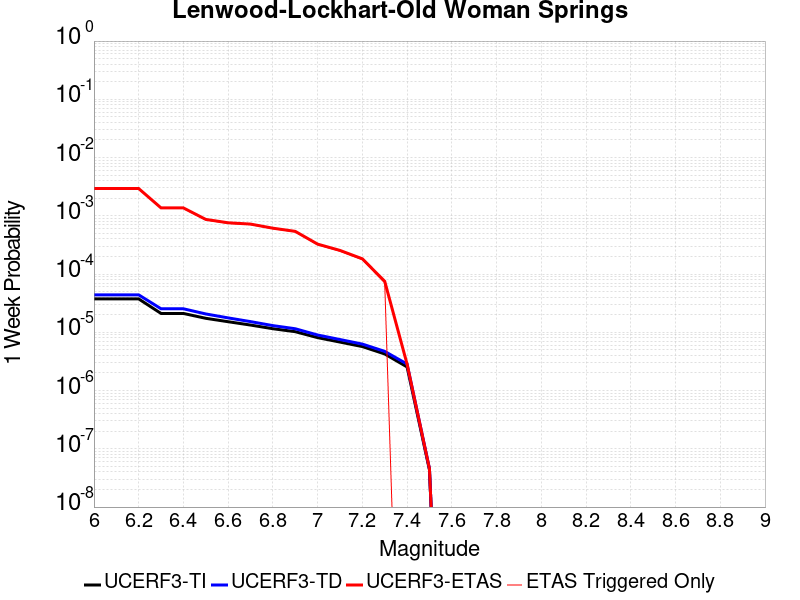 Lenwood-Lockhart-Old Woman Springs
10^0
10^-1
10^-2
10^-3
10^-4
10^-5
10^-6
10^-7
10^-8
1 Week Probability
6 6.2 6.4 6.6 6.8 7 7.2 7.4 7.6 7.8 8 8.2 8.4 8.6 8.8 9
Magnitude
UCERF3-TI UCERF3-TD UCERF3-ETAS ETAS Triggered Only